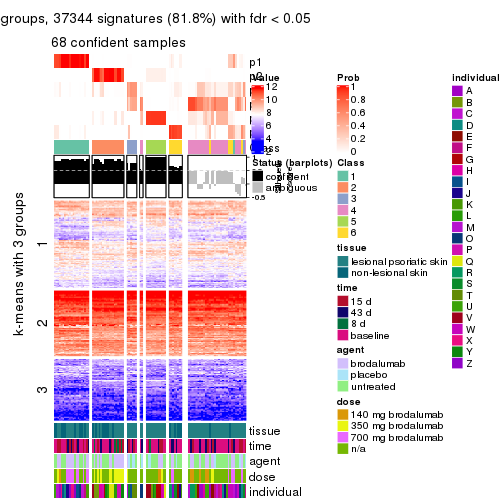 groups, 37344 signatures (81.8%) with fdr < 0.05
68 confident samples
p1
Value
12
10
8
6
4
Status (barplots)
confident
ambiguous
-0.5
k-means with 3 groups
1
2
3
tissue
time
agent
dose
individual
Prob
1
0.8
0.6
0.4
0.2
0
Class
1
2
3
4
5
6
tissue
lesional psoriatic skin
non-lesional skin
time
15 d
43 d
8 d
baseline
agent
brodalumab
placebo
untreated
dose
140 mg brodalumab
350 mg brodalumab
700 mg brodalumab
n/a
individual
A
B
C
D
E
F
G
H
I
J
K
L
M
O
P
Q
R
S
T
U
V
W
X
Y
Z